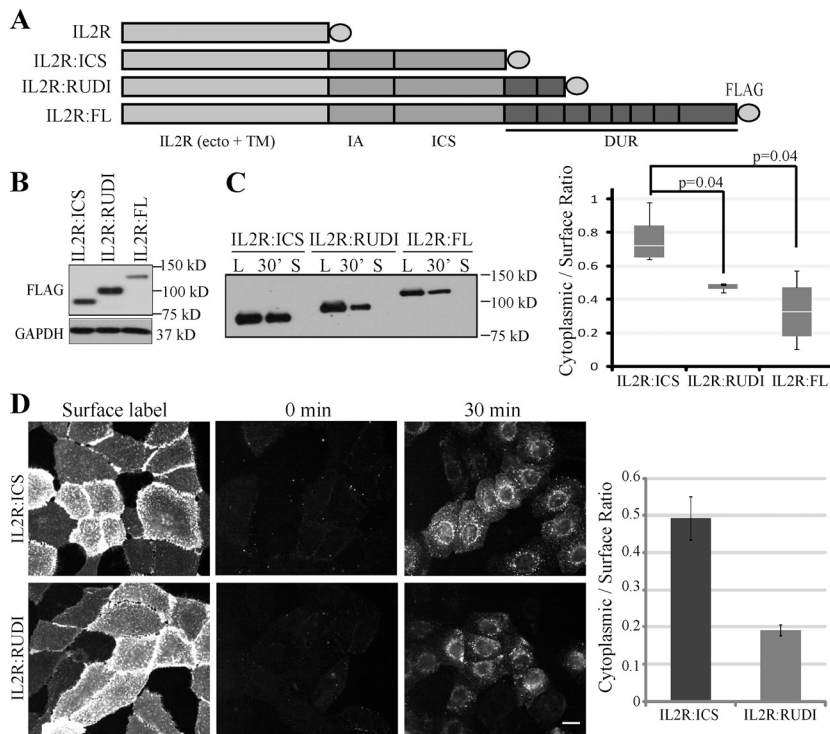 A
IL2R
IL2R:ICS
IL2R:RUDI
IL2R:FL
FLAG
IL2R (ecto + TM) IA ICS DUR
B
IL2R:ICS
IL2R:RUDI
IL2R:FL
FLAG
GAPDH
150 kD
100 kD
75 kD
37 kD
C
IL2R:ICS IL2R:RUDI IL2R:FL
L 30' S L 30' S L 30' S
150 kD
100 kD
75 kD
Cytoplasmic / Surface Ratio
p=0.04
p=0.04
1
0.8
0.6
0.4
0.2
0
IL2R:ICS IL2R:RUDI IL2R:FL
D
Surface label 0 min 30 min
IL2R:ICS
IL2R:RUDI
Cytoplasmic / Surface Ratio
0.6
0.5
0.4
0.3
0.2
0.1
0
IL2R:ICS IL2R:RUDI